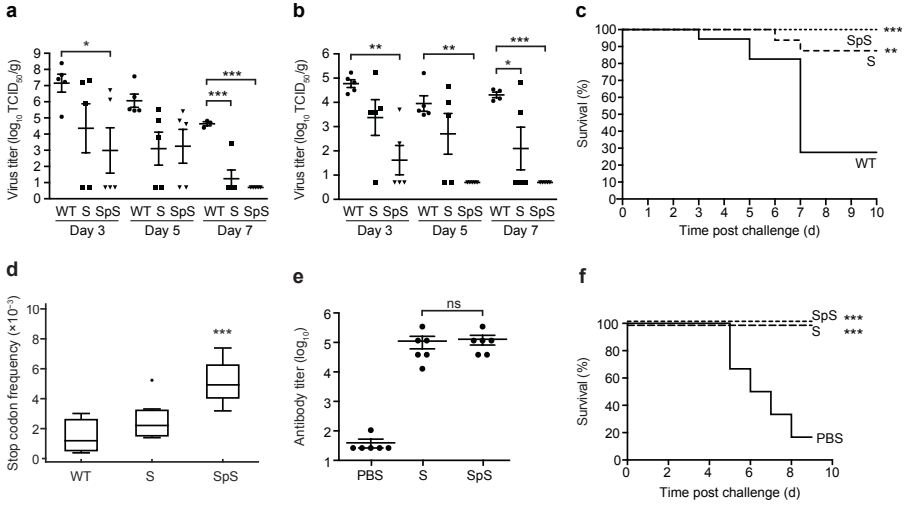 a
Virus titer (log10 TCID50/g)
9
8
7
6
5
4
3
2
1
0
*
***
***
WT S SpS WT S SpS WT S SpS
Day 3 Day 5 Day 7
b
Virus titer (log10 TCID50/g)
6
5
4
3
2
1
0
**
**
***
*
WT S SpS WT S SpS WT S SpS
Day 3 Day 5 Day 7
c
Survival (%)
100
90
80
70
60
50
40
30
20
10
0
SpS ***
S **
WT
0 1 2 3 4 5 6 7 8 9 10
Time post challenge (d)
d
Stop codon frequency (×10−3)
10
8
6
4
2
0
***
WT S SpS
e
Antibody titer (log10)
6
5
4
3
2
1
ns
PBS S SpS
f
Survival (%)
100
80
60
40
20
0
SpS ***
S ***
PBS
0 2 4 6 8 10
Time post challenge (d)